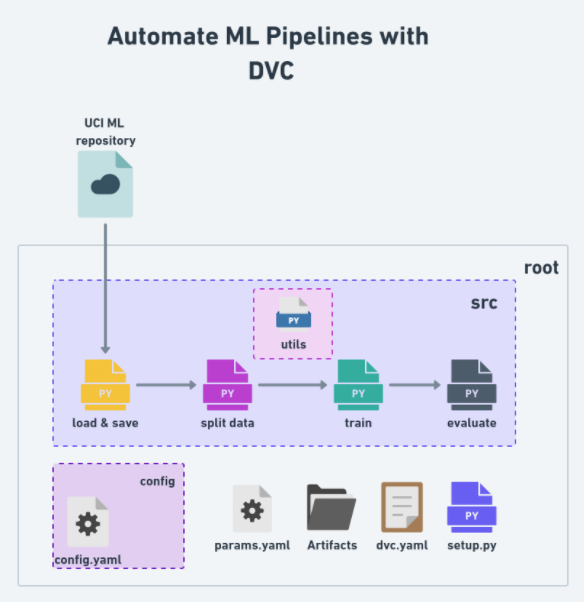 Automate ML Pipelines with
DVC
UCI ML
repository
root
src
PY
utils
PY
PY
PY
PY
load & save
split data
train
evaluate
config
config.yaml
PY
params.yaml
Artifacts
dvc.yaml
setup.py